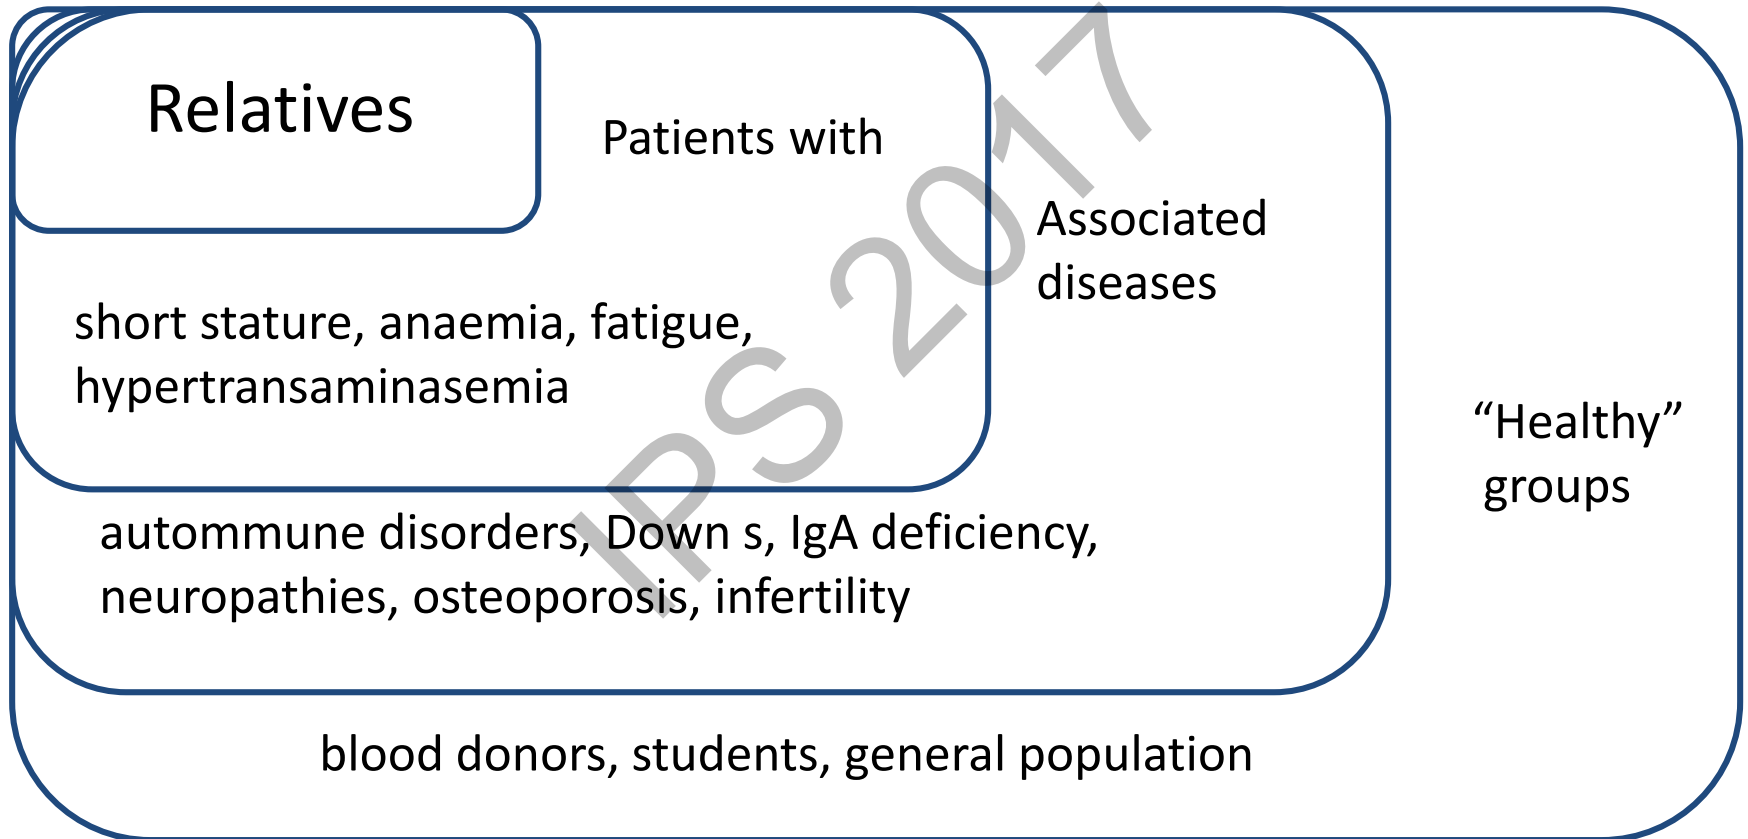 Relatives
Patients with
Associated
diseases
short stature, anaemia, fatigue,
hypertransaminasemia
“Healthy”
groups
autommune disorders, Down s, IgA deficiency,
neuropathies, osteoporosis, infertility
blood donors, students, general population
IPS 2017